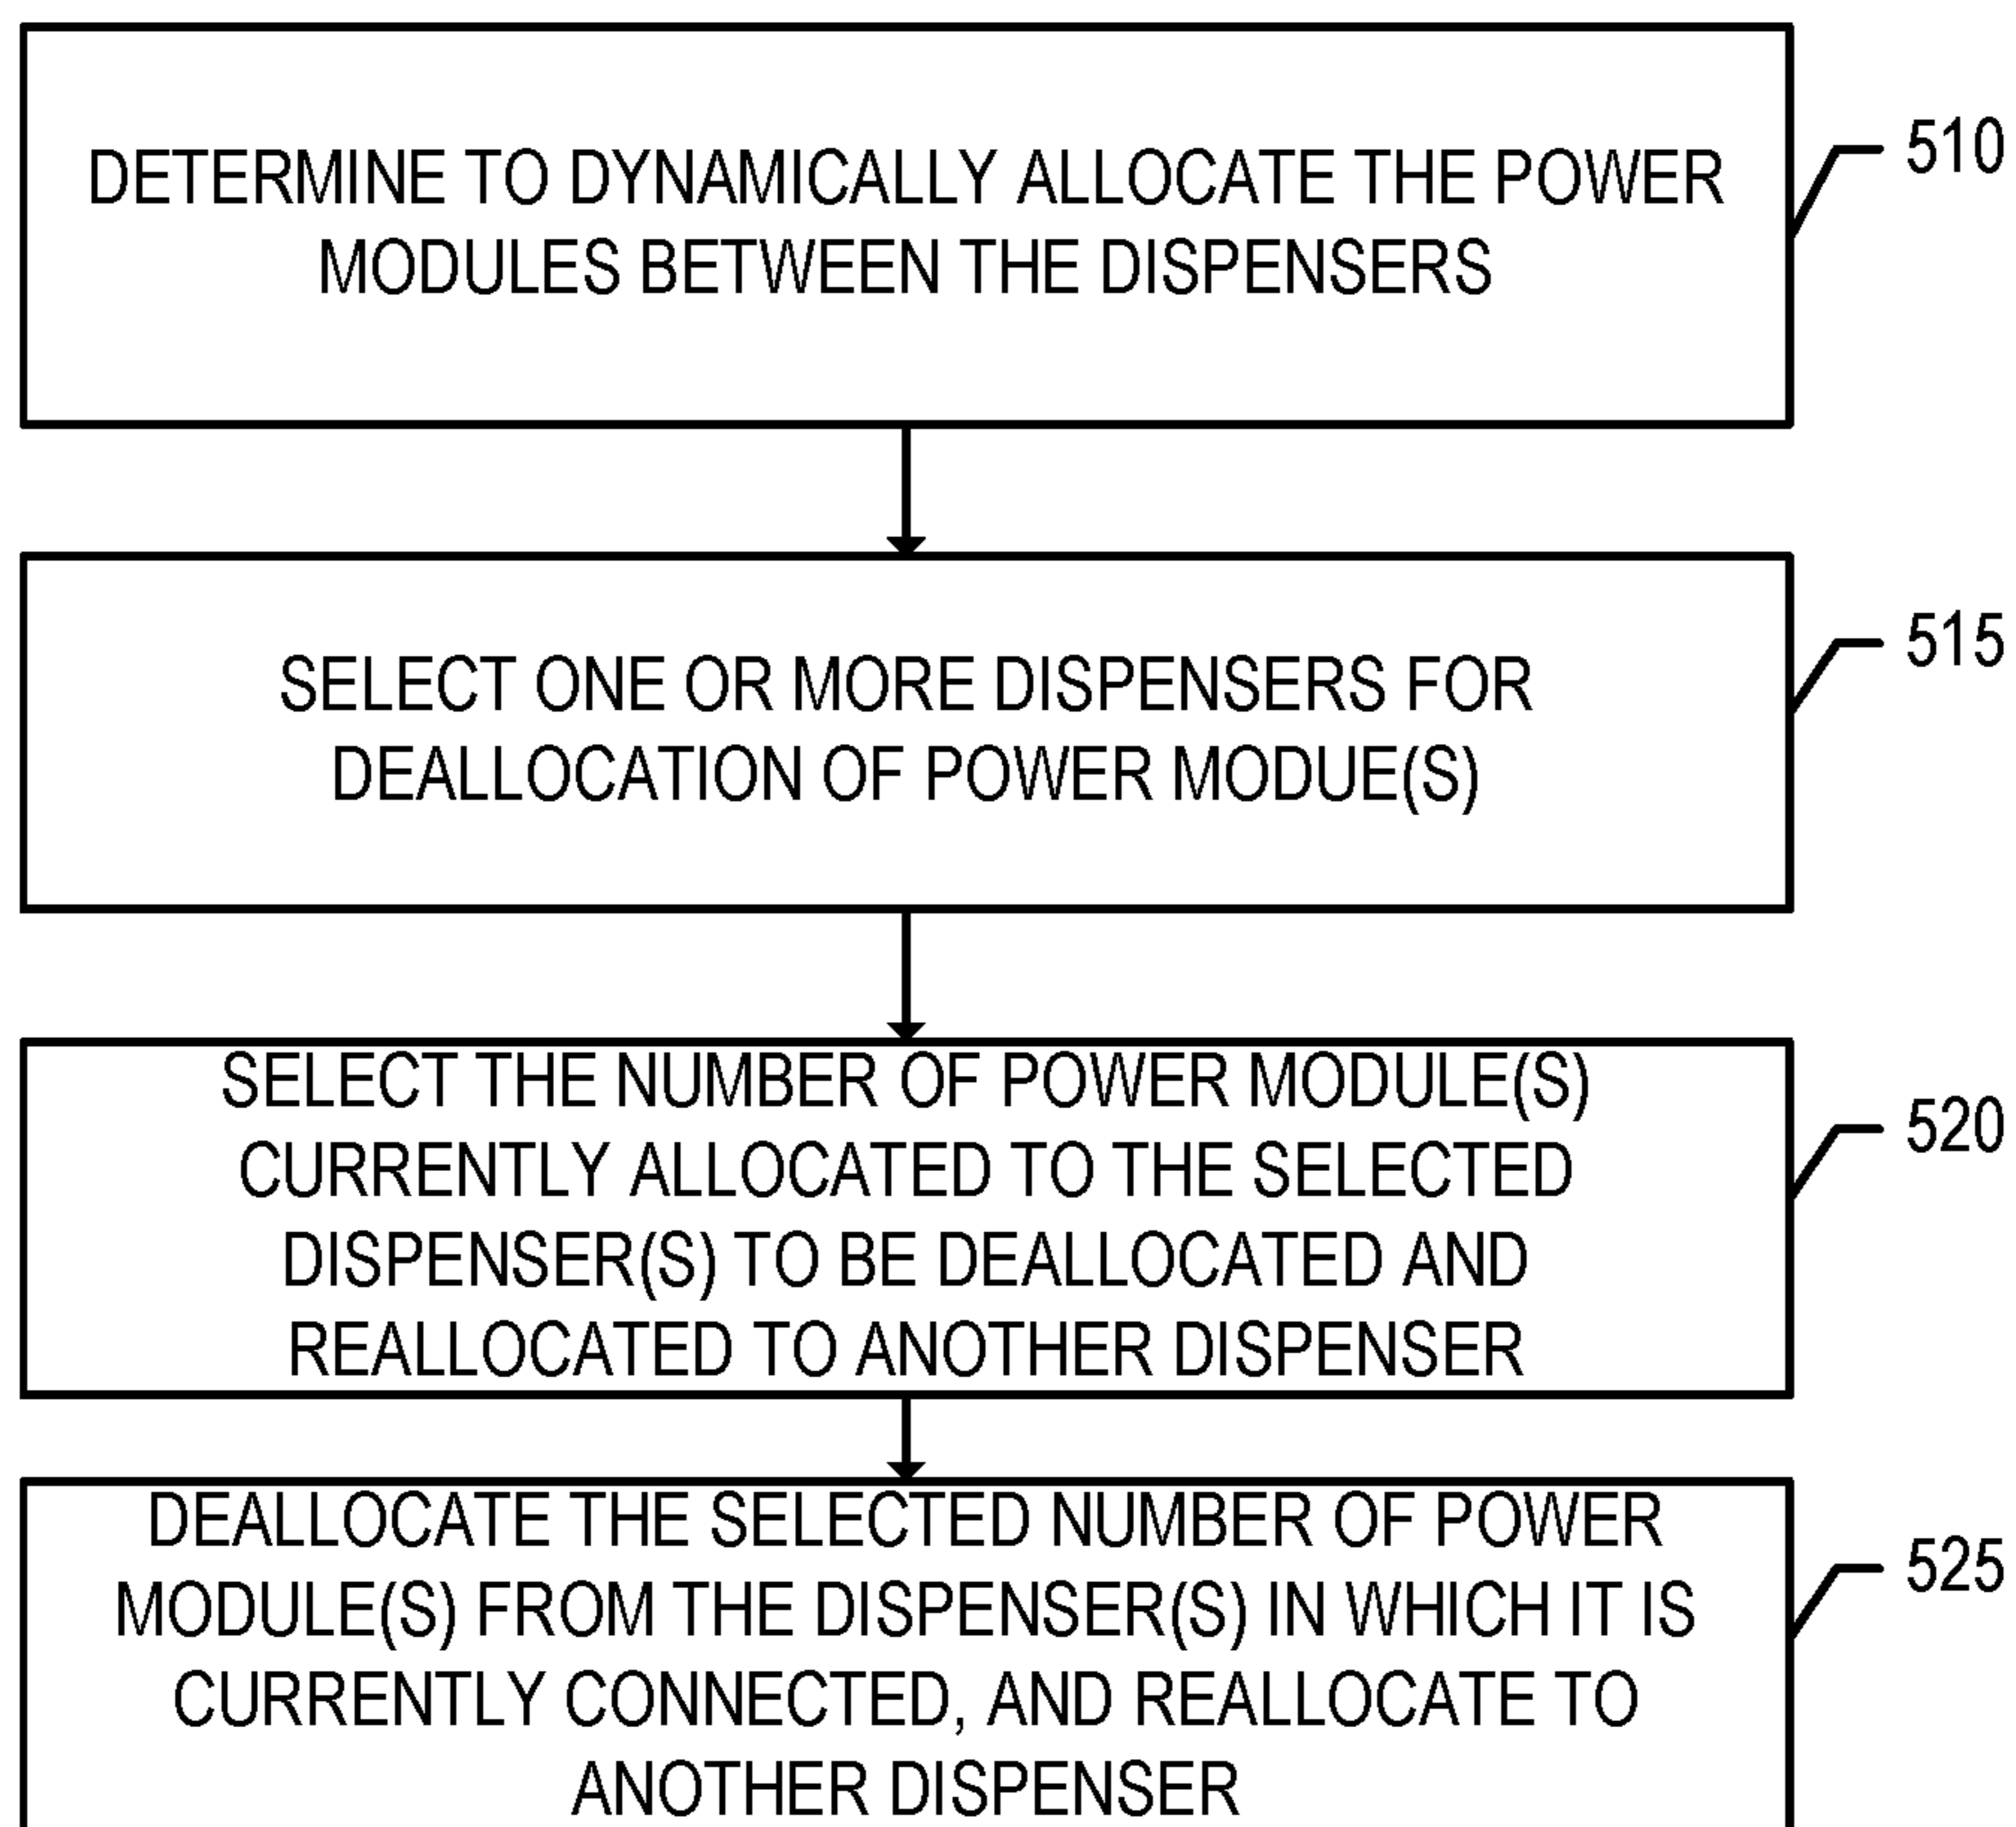 DETERMINE TO DYNAMICALLY ALLOCATE THE POWER
MODULES BETWEEN THE DISPENSERS
510
SELECT ONE OR MORE DISPENSERS FOR
DEALLOCATION OF POWER MODUE(S)
515
SELECT THE NUMBER OF POWER MODULE(S)
CURRENTLY ALLOCATED TO THE SELECTED
DISPENSER(S) TO BE DEALLOCATED AND
REALLOCATED TO ANOTHER DISPENSER
520
DEALLOCATE THE SELECTED NUMBER OF POWER
MODULE(S) FROM THE DISPENSER(S) IN WHICH IT IS
CURRENTLY CONNECTED, AND REALLOCATE TO
ANOTHER DISPENSER
525